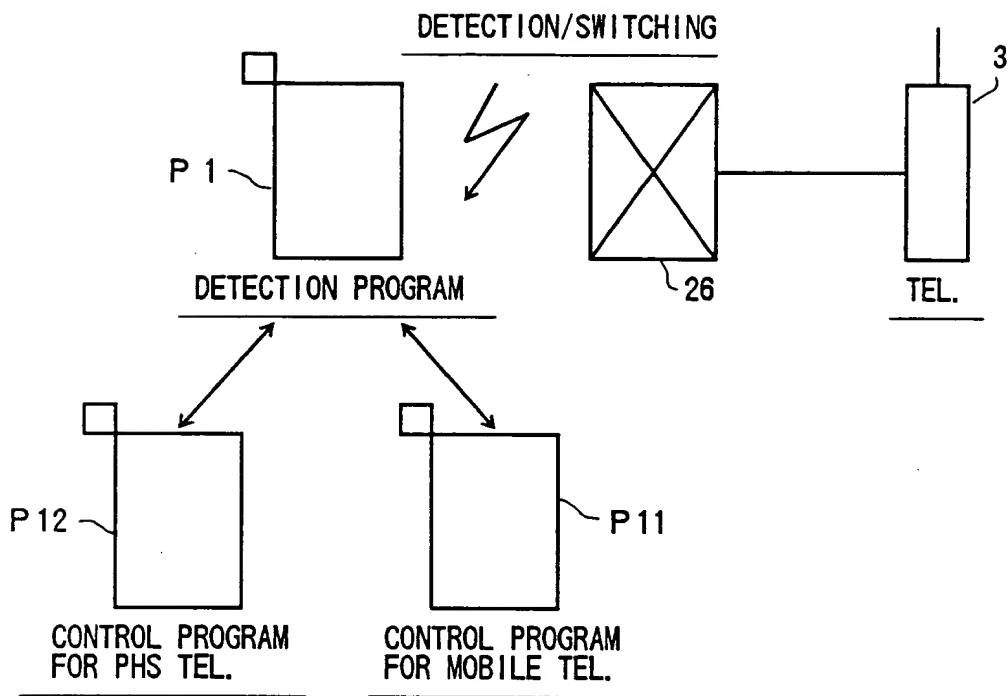 DETECTION/SWITCHING
3
P 1
26
DETECTION PROGRAM
TEL.
P 12
P 11
CONTROL PROGRAM
FOR PHS TEL.
CONTROL PROGRAM
FOR MOBILE TEL.